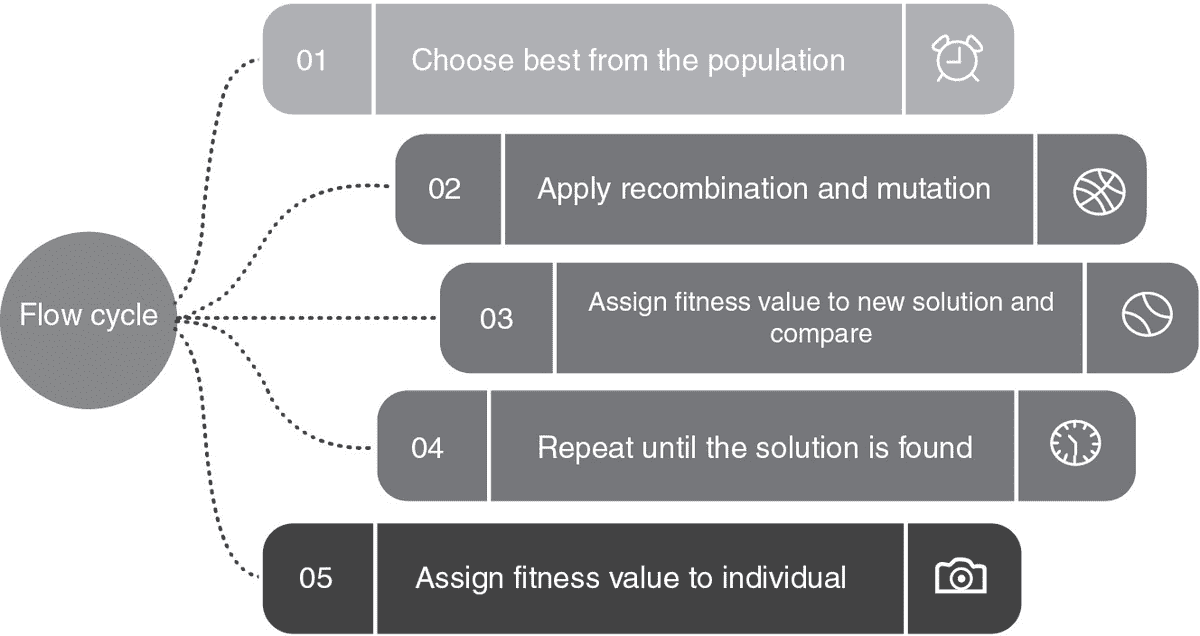 01
Choose best from the population
02
Apply recombination and mutation
Flow cycle
03
Assign fitness value to new solution and
compare
04
Repeat until the solution is found
05
Assign fitness value to individual